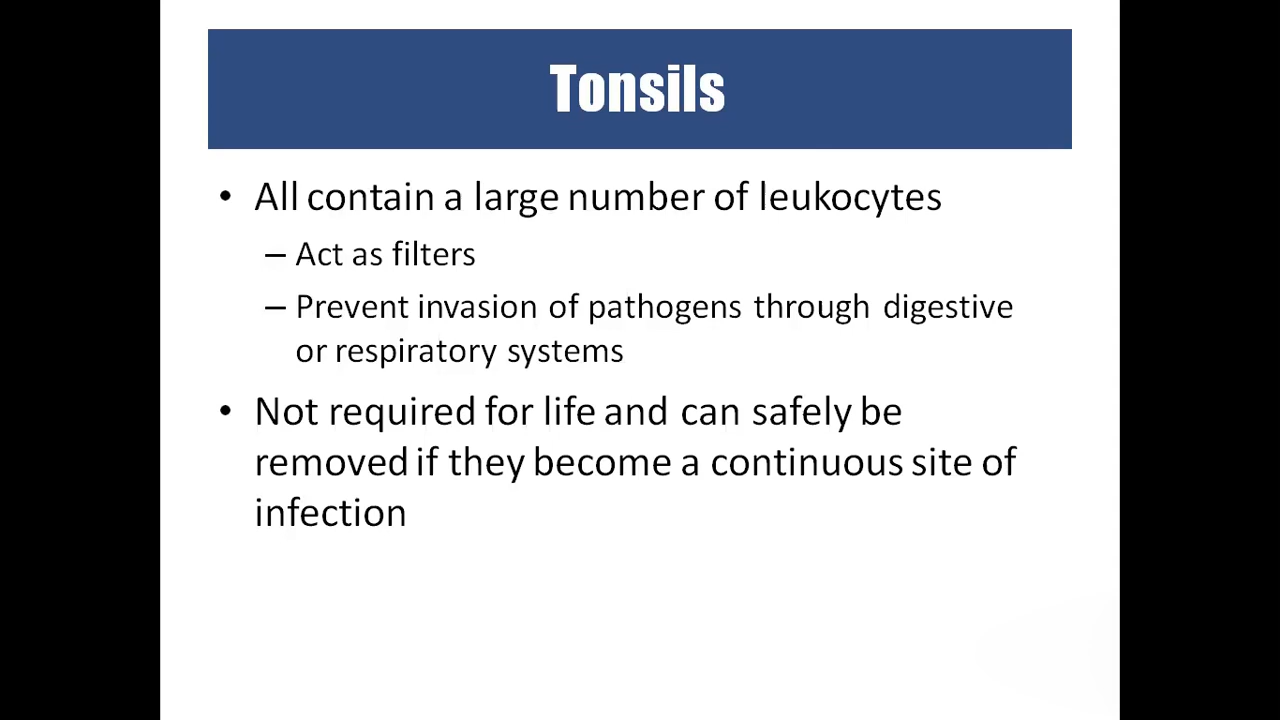 Tonsils
• All contain a large number of leukocytes
– Act as filters
– Prevent invasion of pathogens through digestive
or respiratory systems
• Not required for life and can safely be
removed if they become a continuous site of
infection